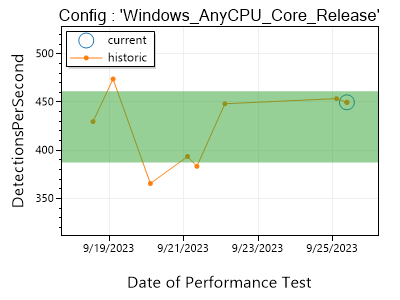 Config : 'Windows_AnyCPU_Core_Release'
current
historic
DetectionsPerSecond
500
450
400
350
9/19/2023 9/21/2023 9/23/2023 9/25/2023
Date of Performance Test